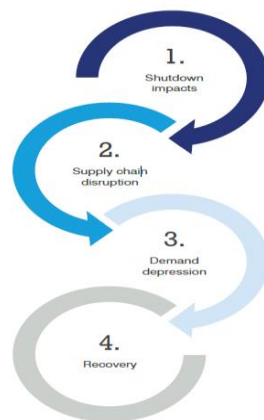 1.
Shutdown
impacts
2.
Supply chain
disruption
3.
Demand
depression
4.
Recovery